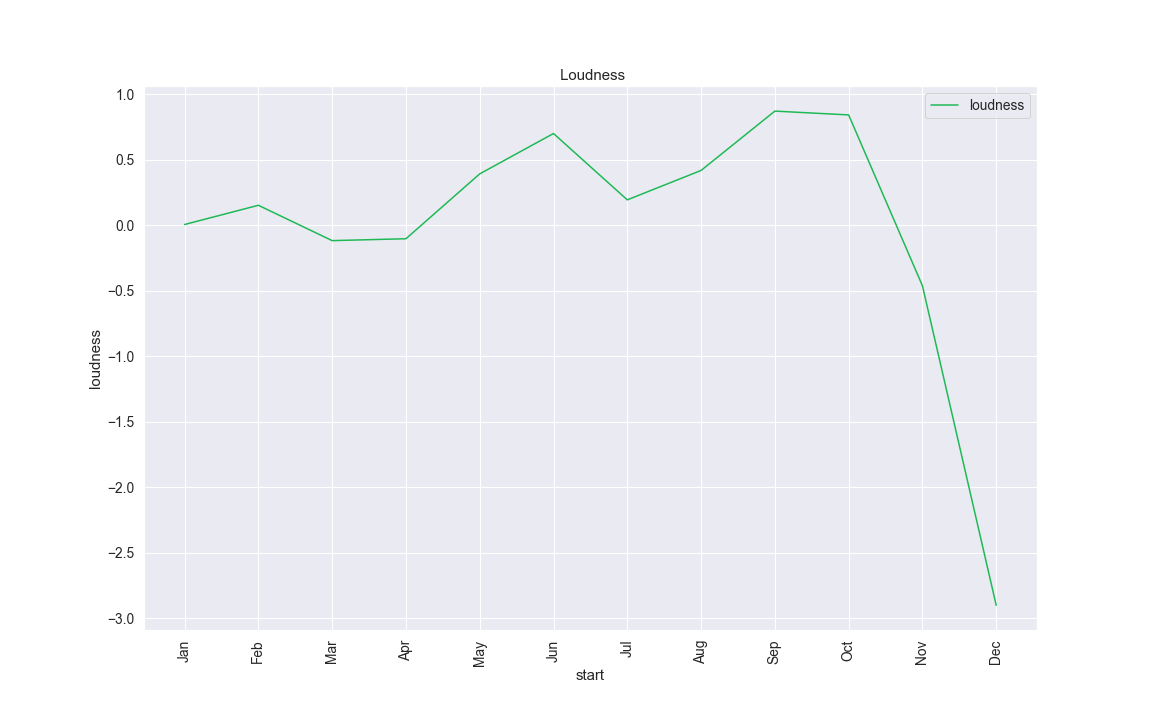 Loudness
loudness
1.0
0.5
0.0
−0.5
−1.0
−1.5
−2.0
−2.5
−3.0
loudness
Jan Feb Mar Apr May Jun Jul Aug Sep Oct Nov Dec
start